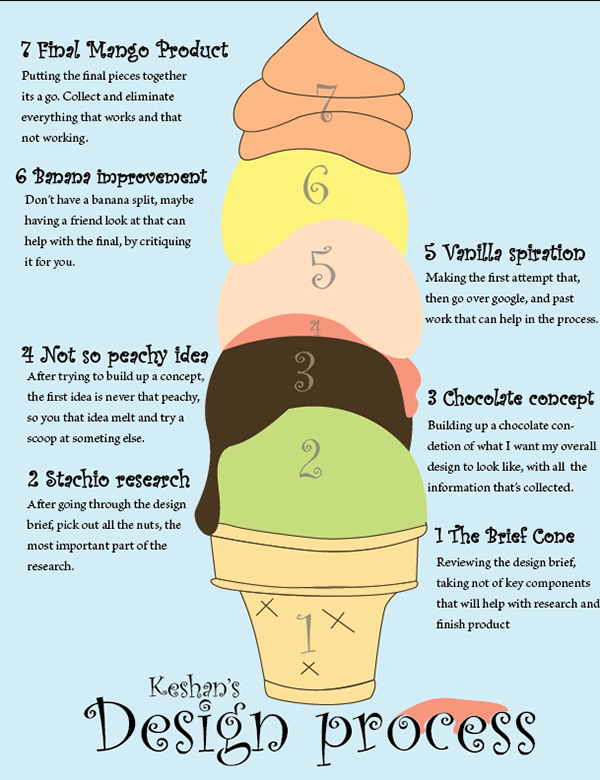 7 Final Mango Product
Putting the final pieces together
its a go. Collect and eliminate
everything that works and that
not working.
7
6 Banana improvement
Don't have a banana split, maybe
having a friend look at that can
help with the final, by critiquing
it for you.
6
5 Vanilla spiration
Making the first attempt that,
then go over google, and past
work that can help in the process.
5
4 Not so peachy idea
After trying to build up a concept,
the first idea is never that peachy,
so you that idea melt and try a
scoop at someting else.
4
3 Chocolate concept
Building up a chocolate con-
detion of what I want my overall
design to look like, with all the
information that's collected.
3
2 Stachio research
After going through the design
brief, pick out all the nuts, the
most important part of the
research.
2
1 The Brief Cone
Reviewing the design brief,
taking not of key components
that will help with research and
finish product
1
Keshan's
Design process